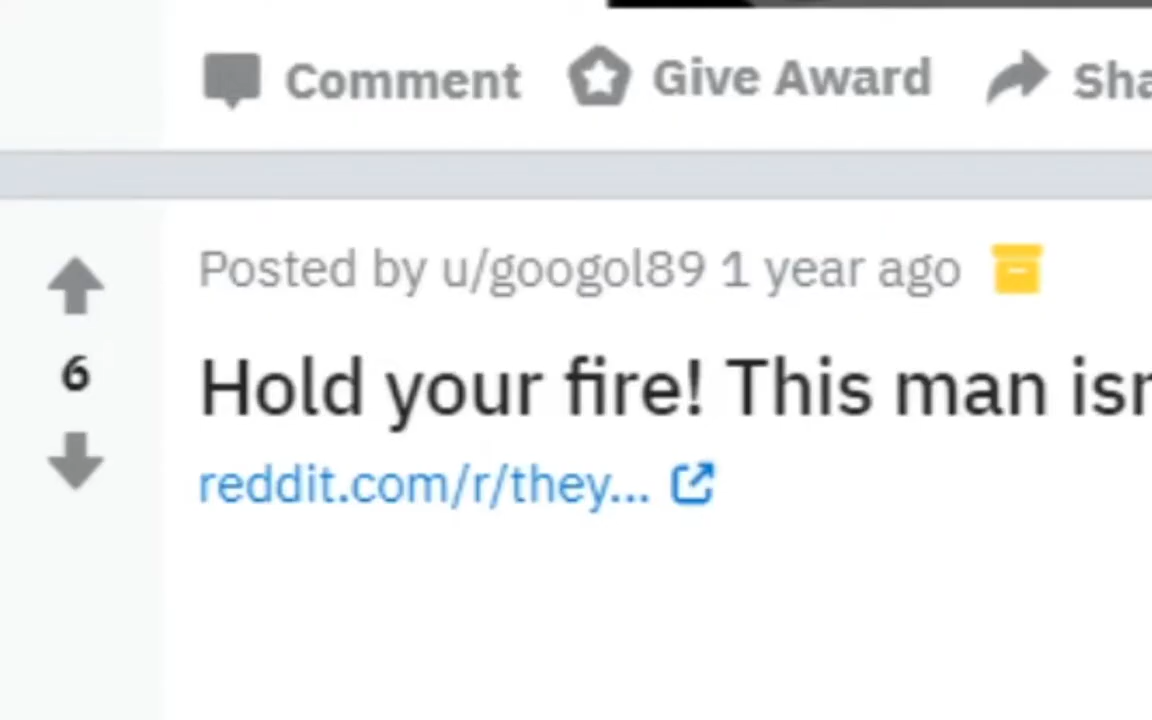 Comment Give Award
Posted by u/googol89 1 year ago
6
Hold your fire! This man
reddit.com/r/they...